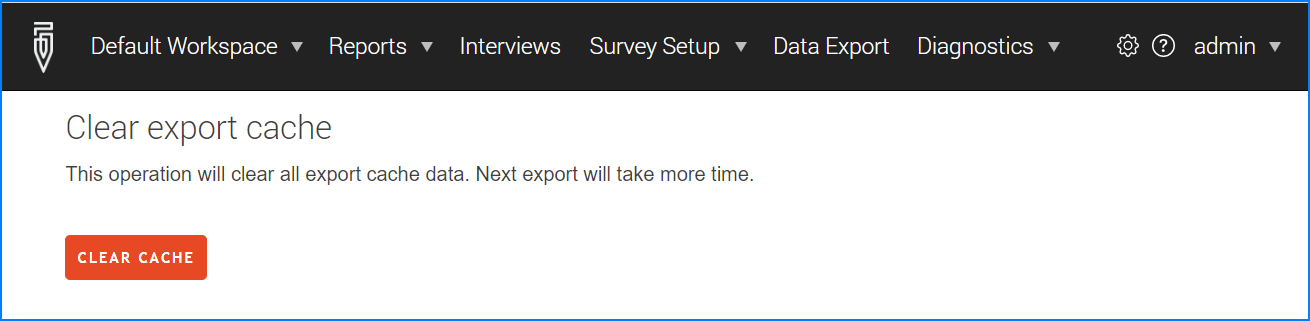 Default Workspace Reports Interviews Survey Setup Data Export Diagnostics ? admin
Clear export cache
This operation will clear all export cache data. Next export will take more time.
CLEAR CACHE